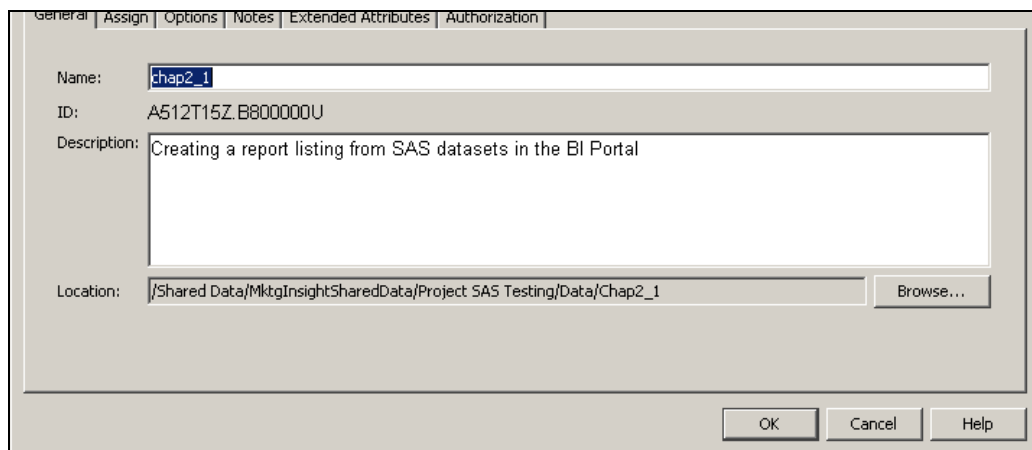 General | Assign | Options | Notes | Extended Attributes | Authorization
Name: chap2_1
ID: A512T15Z.B800000U
Description: Creating a report listing from SAS datasets in the BI Portal
Location: /Shared Data/MktgInsightSharedData/Project SAS Testing/Data/Chap2_1 Browse...
OK Cancel Help